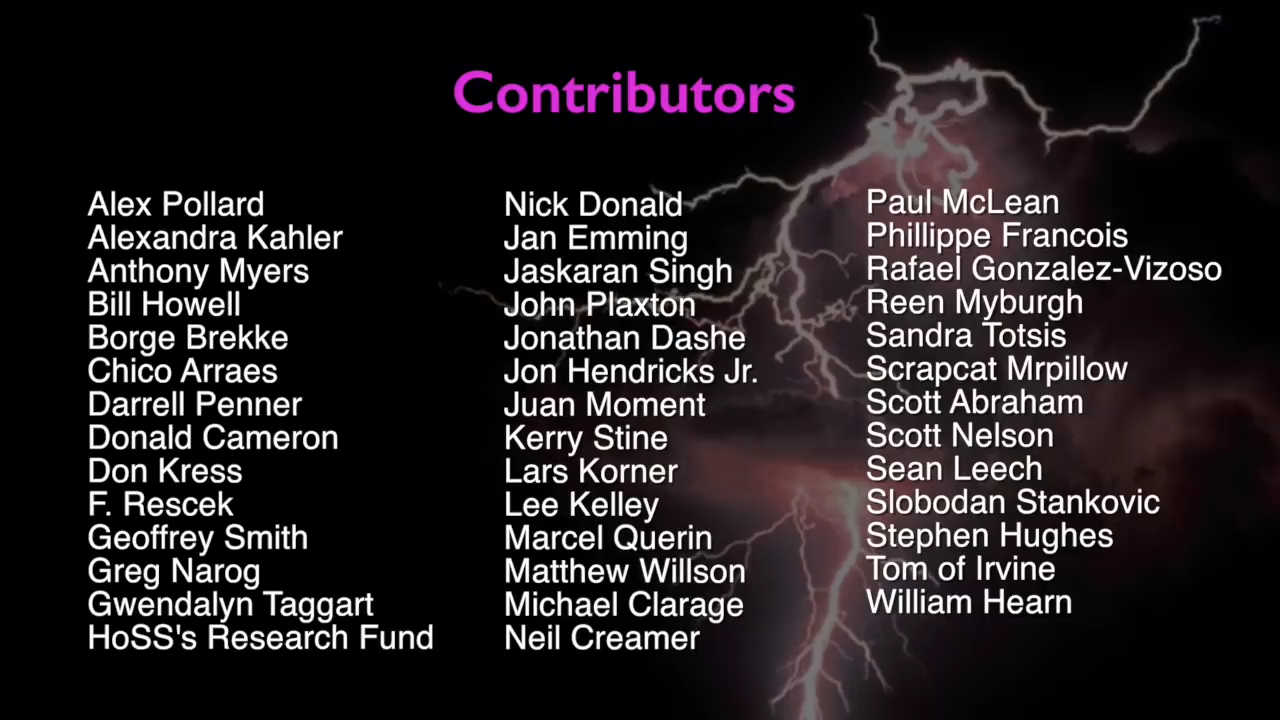 Contributors
Alex Pollard
Alexandra Kahler
Anthony Myers
Bill Howell
Borge Brekke
Chico Arraes
Darrell Penner
Donald Cameron
Don Kress
F. Rescek
Geoffrey Smith
Greg Narog
Gwendalyn Taggart
HoSS's Research Fund
Nick Donald
Jan Emming
Jaskaran Singh
John Plaxton
Jonathan Dashe
Jon Hendricks Jr.
Juan Moment
Kerry Stine
Lars Korner
Lee Kelley
Marcel Querin
Matthew Willson
Michael Clarage
Neil Creamer
Paul McLean
Phillippe Francois
Rafael Gonzalez-Vizoso
Reen Myburgh
Sandra Totsis
Scrapcat Mrpillow
Scott Abraham
Scott Nelson
Sean Leech
Slobodan Stankovic
Stephen Hughes
Tom of Irvine
William Hearn